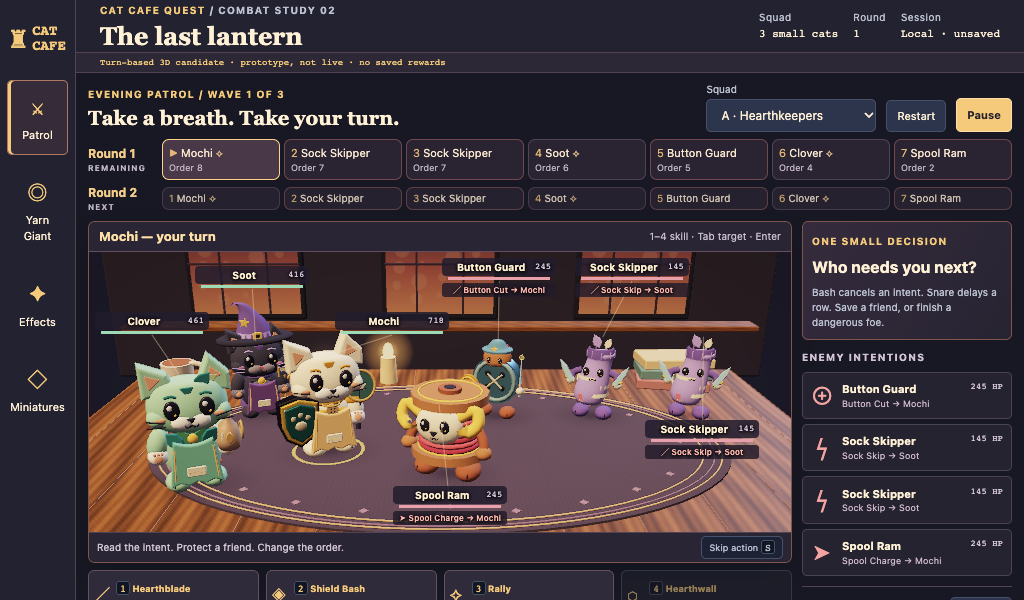 CAT CAFE
CAT CAFE QUEST / COMBAT STUDY 02
The last lantern
Squad
3 small cats
Round
1
Session
Local · unsaved
Turn-based 3D candidate · prototype, not live · no saved rewards
Patrol
Yarn Giant
Effects
Miniatures
EVENING PATROL / WAVE 1 OF 3
Take a breath. Take your turn.
Squad
A · Hearthkeepers
Restart
Pause
Round 1
REMAINING
Mochi
Order 8
2 Sock Skipper
Order 7
3 Sock Skipper
Order 7
4 Soot
Order 6
5 Button Guard
Order 5
6 Clover
Order 4
7 Spool Ram
Order 2
Round 2
NEXT
1 Mochi
2 Sock Skipper
3 Sock Skipper
4 Soot
5 Button Guard
6 Clover
7 Spool Ram
Mochi — your turn
1–4 skill · Tab target · Enter
Soot 416
Button Guard 245
Button Cut → Mochi
Sock Skipper 145
Sock Skip → Soot
Clover 461
Mochi 718
Sock Skipper 145
Sock Skip → Soot
Spool Ram 245
Spool Charge → Mochi
Read the intent. Protect a friend. Change the order.
Skip action S
1 Hearthblade
2 Shield Bash
3 Rally
4 Hearthwall
ONE SMALL DECISION
Who needs you next?
Bash cancels an intent. Snare delays a
row. Save a friend, or finish a
dangerous foe.
ENEMY INTENTIONS
Button Guard 245 HP
Button Cut → Mochi
Sock Skipper 145 HP
Sock Skip → Soot
Sock Skipper 145 HP
Sock Skip → Soot
Spool Ram 245 HP
Spool Charge → Mochi